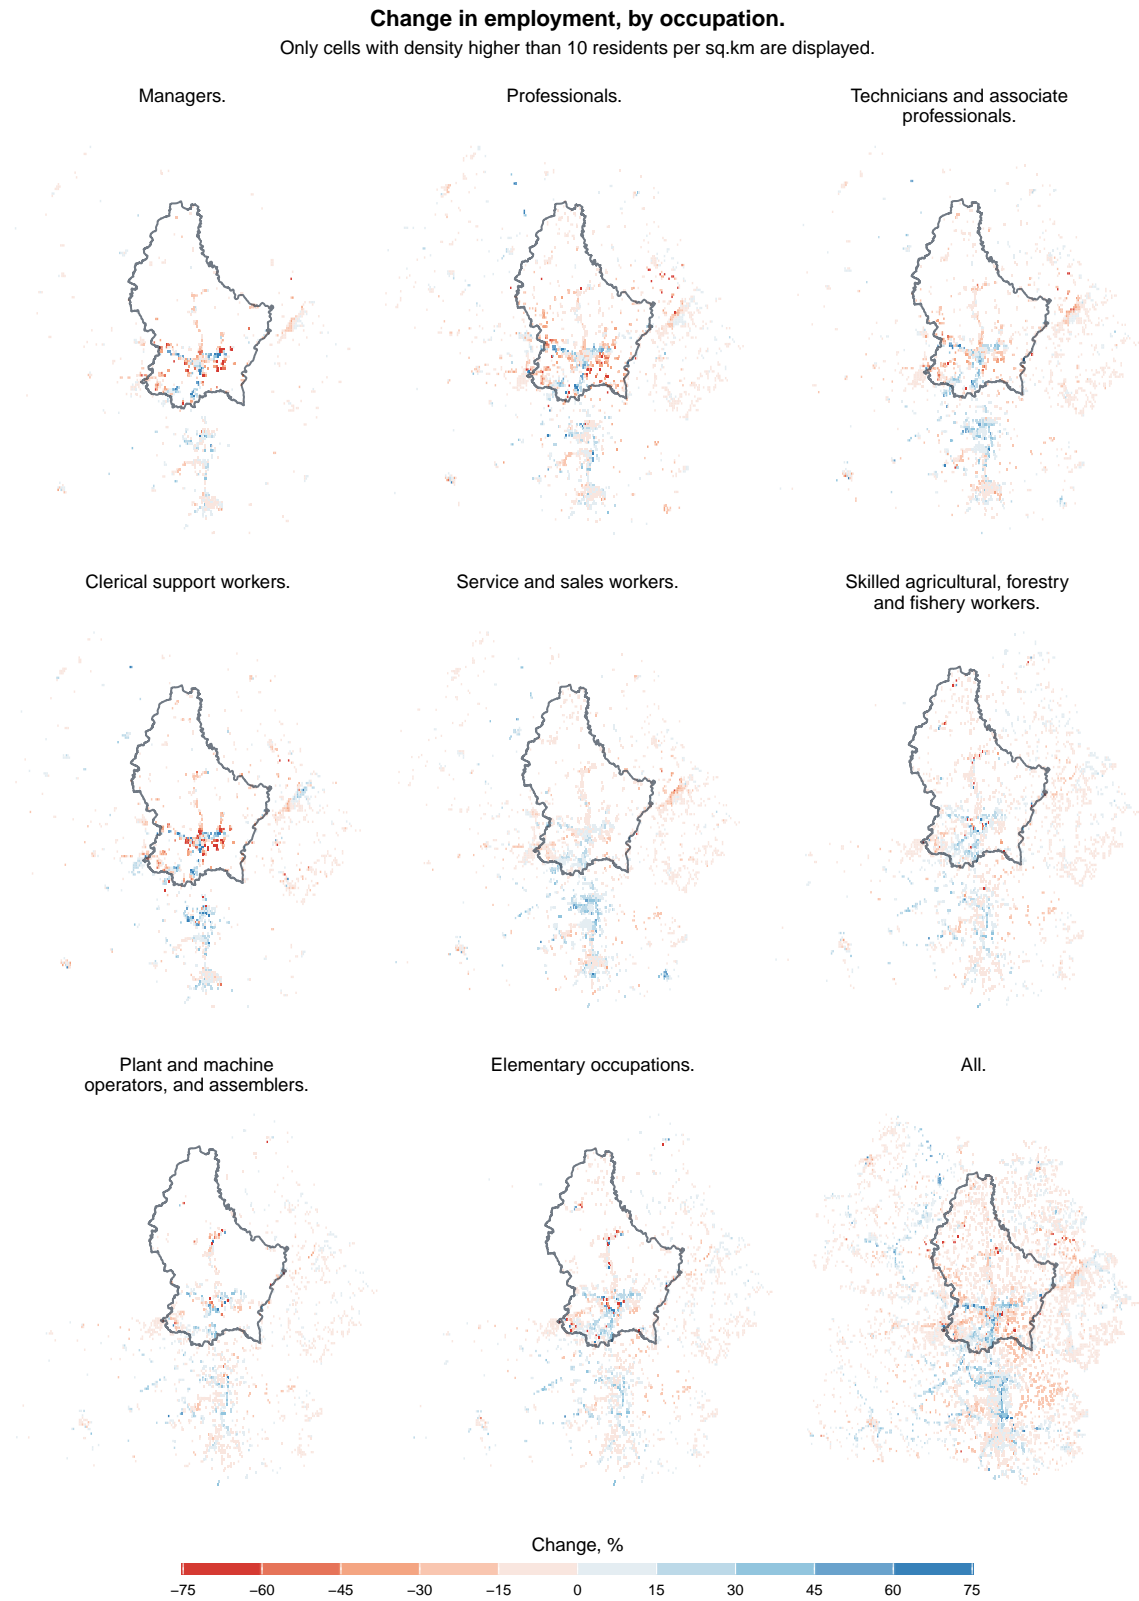 Change in employment, by occupation.
Only cells with density higher than 10 residents per sq.km are displayed.
Managers.
Professionals.
Technicians and associate
professionals.
Clerical support workers.
Service and sales workers.
Skilled agricultural, forestry
and fishery workers.
Plant and machine
operators, and assemblers.
Elementary occupations.
All.
Change, %
−75 −60 −45 −30 −15 0 15 30 45 60 75